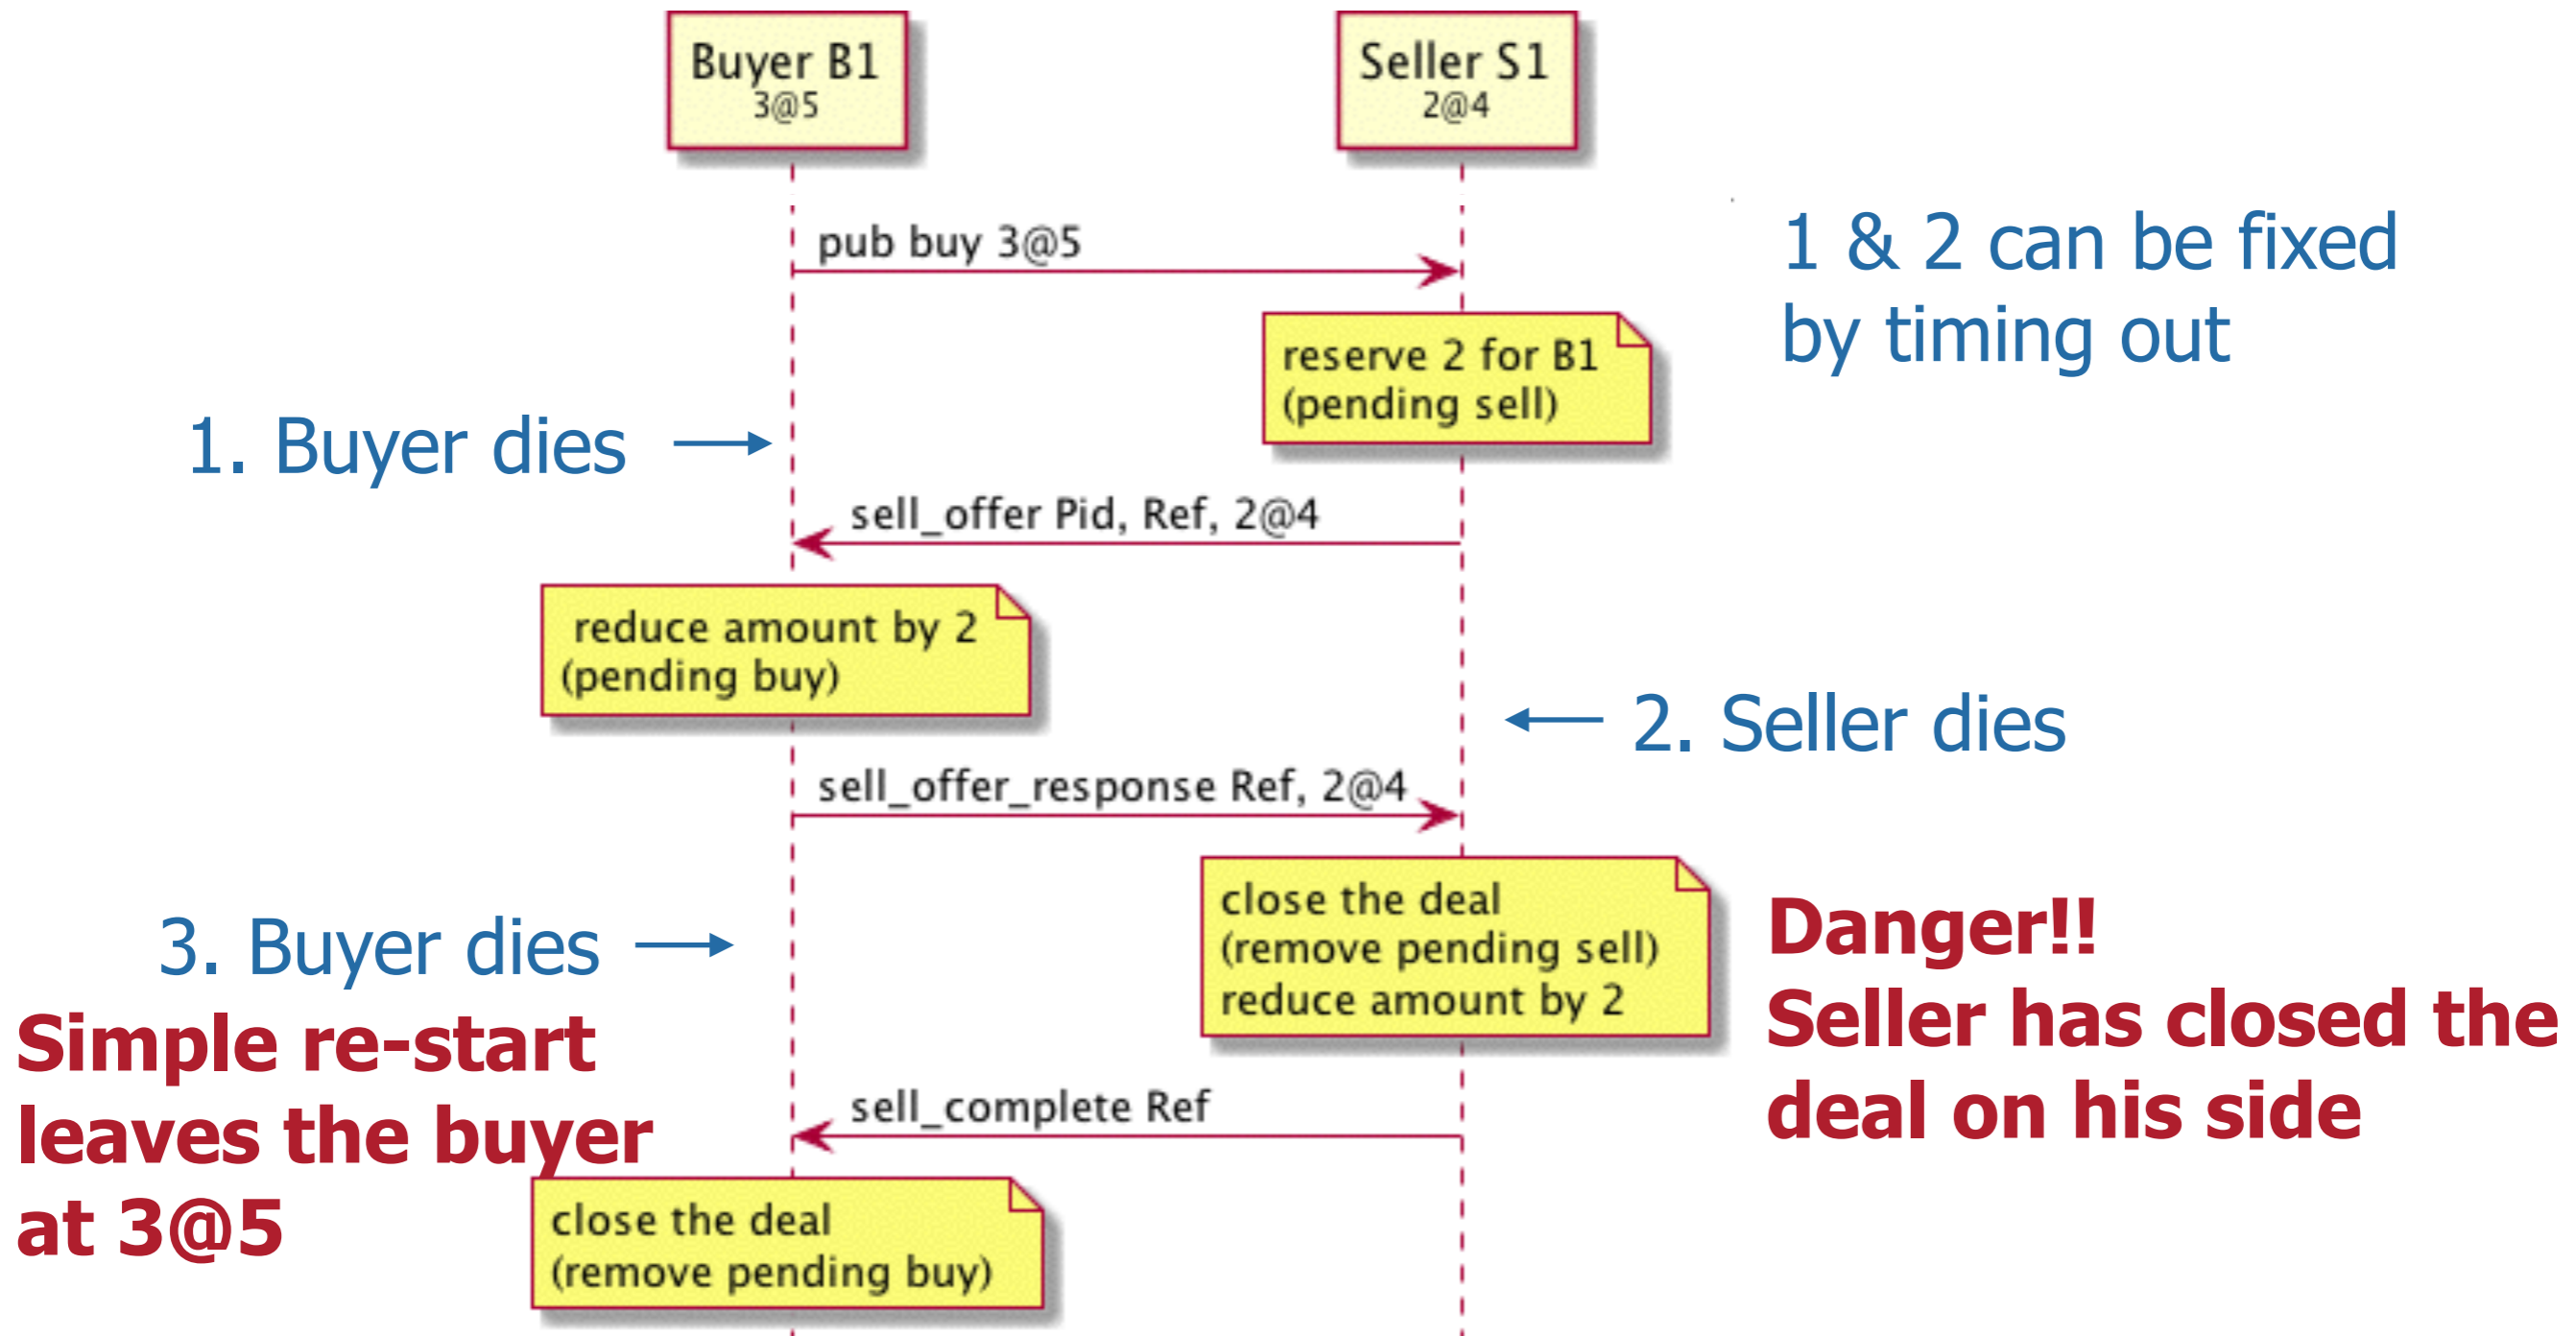 Buyer B1
3@5
Seller S1
2@4
pub buy 3@5
1 & 2 can be fixed
by timing out
reserve 2 for B1
(pending sell)
1. Buyer dies
sell_offer Pid, Ref, 2@4
reduce amount by 2
(pending buy)
2. Seller dies
sell_offer_response Ref, 2@4
close the deal
(remove pending sell)
reduce amount by 2
Danger!!
Seller has closed the
deal on his side
3. Buyer dies
Simple re-start
leaves the buyer
at 3@5
sell_complete Ref
close the deal
(remove pending buy)